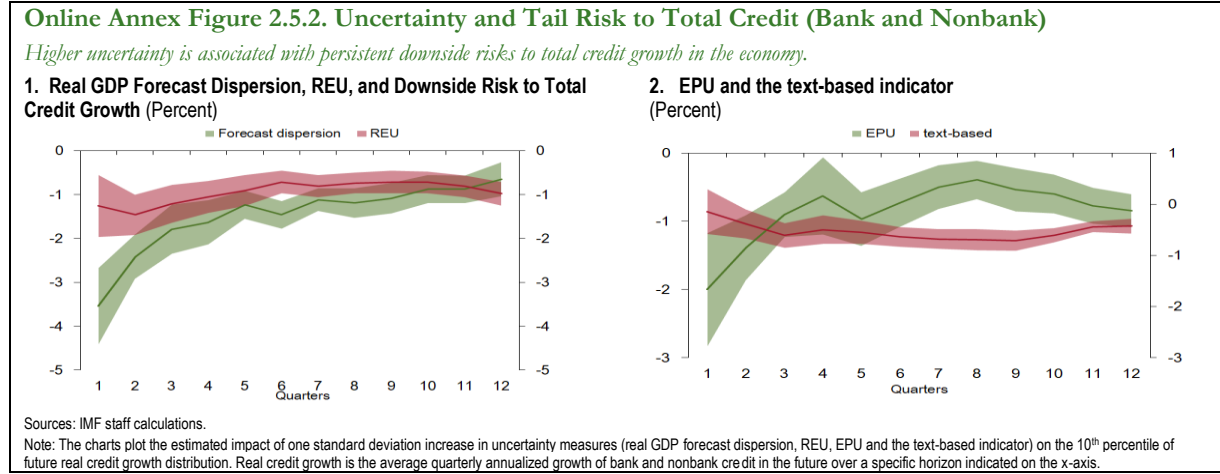 Online Annex Figure 2.5.2. Uncertainty and Tail Risk to Total Credit (Bank and Nonbank)
Higher uncertainty is associated with persistent downside risks to total credit growth in the economy.
1. Real GDP Forecast Dispersion, REU, and Downside Risk to Total
Credit Growth (Percent)
Forecast dispersion REU
0 0
-1 -1
-2 -2
-3 -3
-4 -4
-5 -5
1 2 3 4 5 6 7 8 9 10 11 12
Quarters
2. EPU and the text-based indicator
(Percent)
EPU text-based
0 1
-1 0
-2 -1
-3 -2
-3
1 2 3 4 5 6 7 8 9 10 11 12
Quarters
Sources: IMF staff calculations.
Note: The charts plot the estimated impact of one standard deviation increase in uncertainty measures (real GDP forecast dispersion, REU, EPU and the text-based indicator) on the 10th percentile of
future real credit growth distribution. Real credit growth is the average quarterly annualized growth of bank and nonbank credit in the future over a specific horizon indicated on the x-axis.